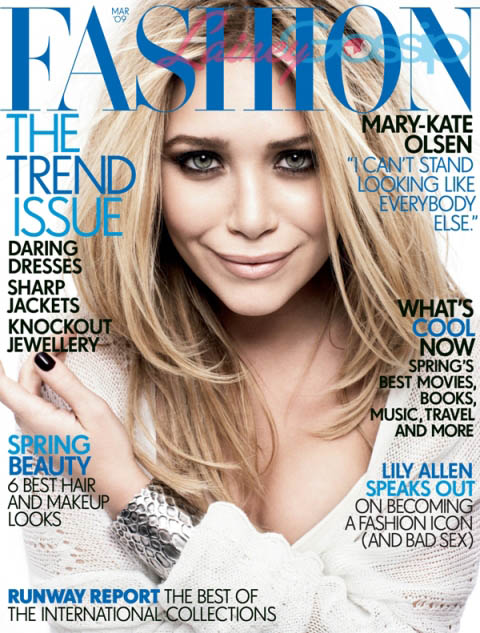 MAR
'09
FASHION
LaineyGossip
THE
TREND
ISSUE
DARING
DRESSES
SHARP
JACKETS
KNOCKOUT
JEWELLERY
MARY-KATE
OLSEN
"I CAN'T STAND
LOOKING LIKE
EVERYBODY
ELSE."
WHAT'S
COOL
NOW
SPRING'S
BEST MOVIES,
BOOKS,
MUSIC, TRAVEL
AND MORE
SPRING
BEAUTY
6 BEST HAIR
AND MAKEUP
LOOKS
LILY ALLEN
SPEAKS OUT
ON BECOMING
A FASHION ICON
(AND BAD SEX)
RUNWAY REPORT THE BEST OF
THE INTERNATIONAL COLLECTIONS